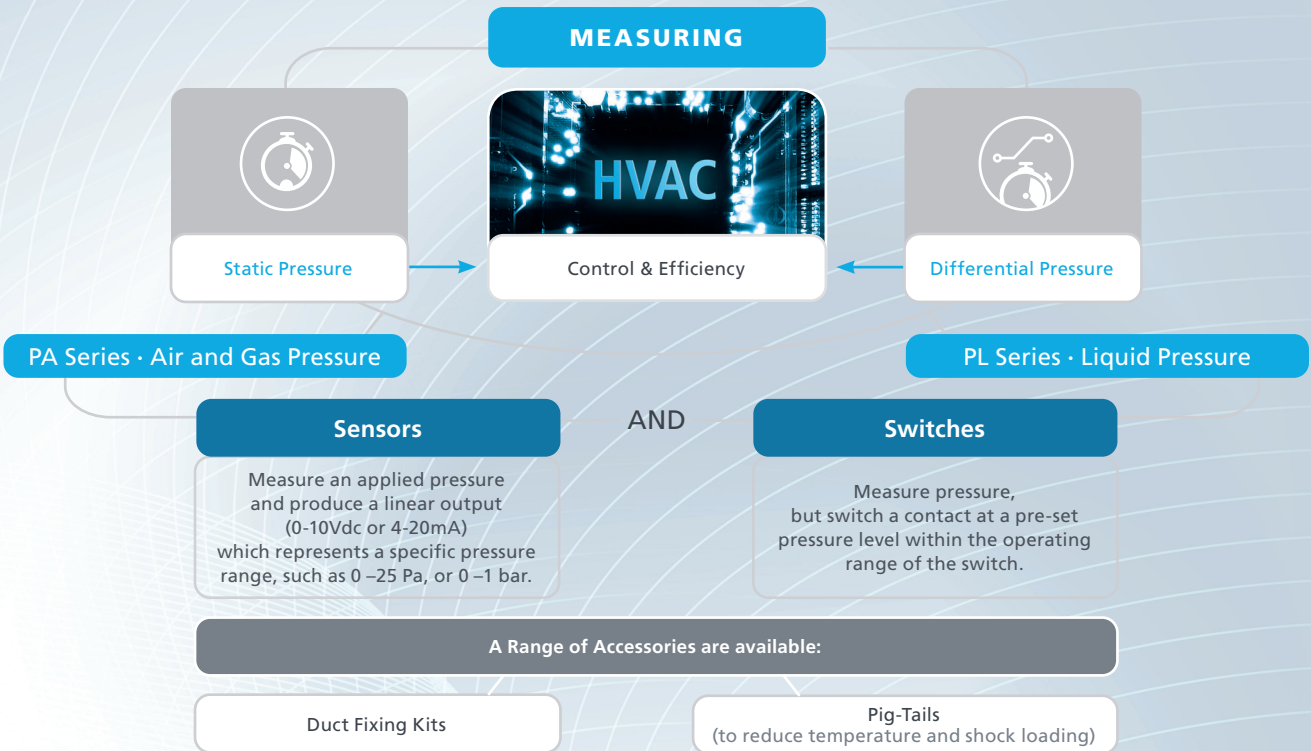 MEASURING
HVAC
Static Pressure
Control & Efficiency
Differential Pressure
PA Series · Air and Gas Pressure
PL Series · Liquid Pressure
Sensors
AND
Switches
Measure an applied pressure
and produce a linear output
(0-10Vdc or 4-20mA)
which represents a specific pressure
range, such as 0 –25 Pa, or 0 –1 bar.
Measure pressure,
but switch a contact at a pre-set
pressure level within the operating
range of the switch.
A Range of Accessories are available:
Duct Fixing Kits
Pig-Tails
(to reduce temperature and shock loading)